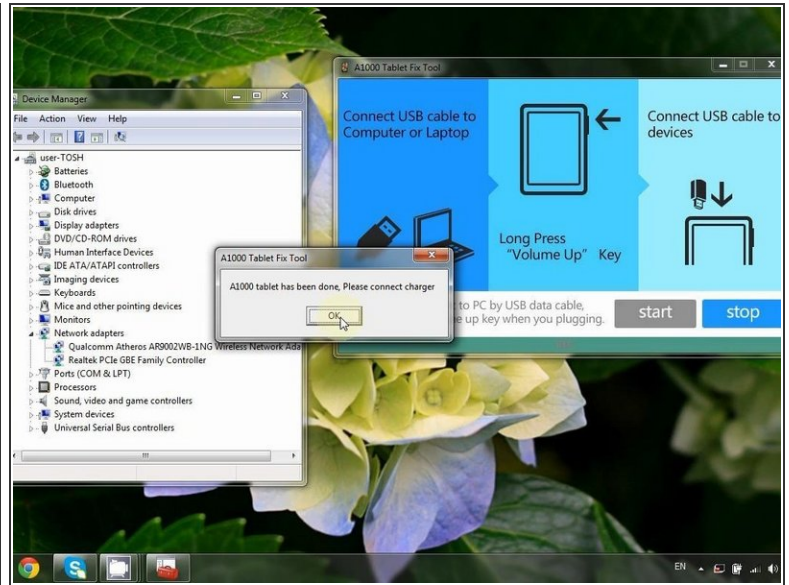 Device Manager
File Action View Help
user-TOSH
Batteries
Bluetooth
Computer
Disk drives
Display adapters
DVD/CD-ROM drives
Human Interface Devices
IDE ATA/ATAPI controllers
Imaging devices
Keyboards
Mice and other pointing devices
Monitors
Network adapters
Qualcomm Atheros AR9002WB-1NG Wireless Network Ada
Realtek PCIe GBE Family Controller
Ports (COM & LPT)
Processors
Sound, video and game controllers
System devices
Universal Serial Bus controllers
A1000 Tablet Fix Tool
Connect USB cable to
Computer or Laptop
Long Press
"Volume Up" Key
Connect USB cable to
devices
to PC by USB data cable,
up key when you plugging.
start
stop
A1000 Tablet Fix Tool
A1000 tablet has been done, Please connect charger
OK
EN